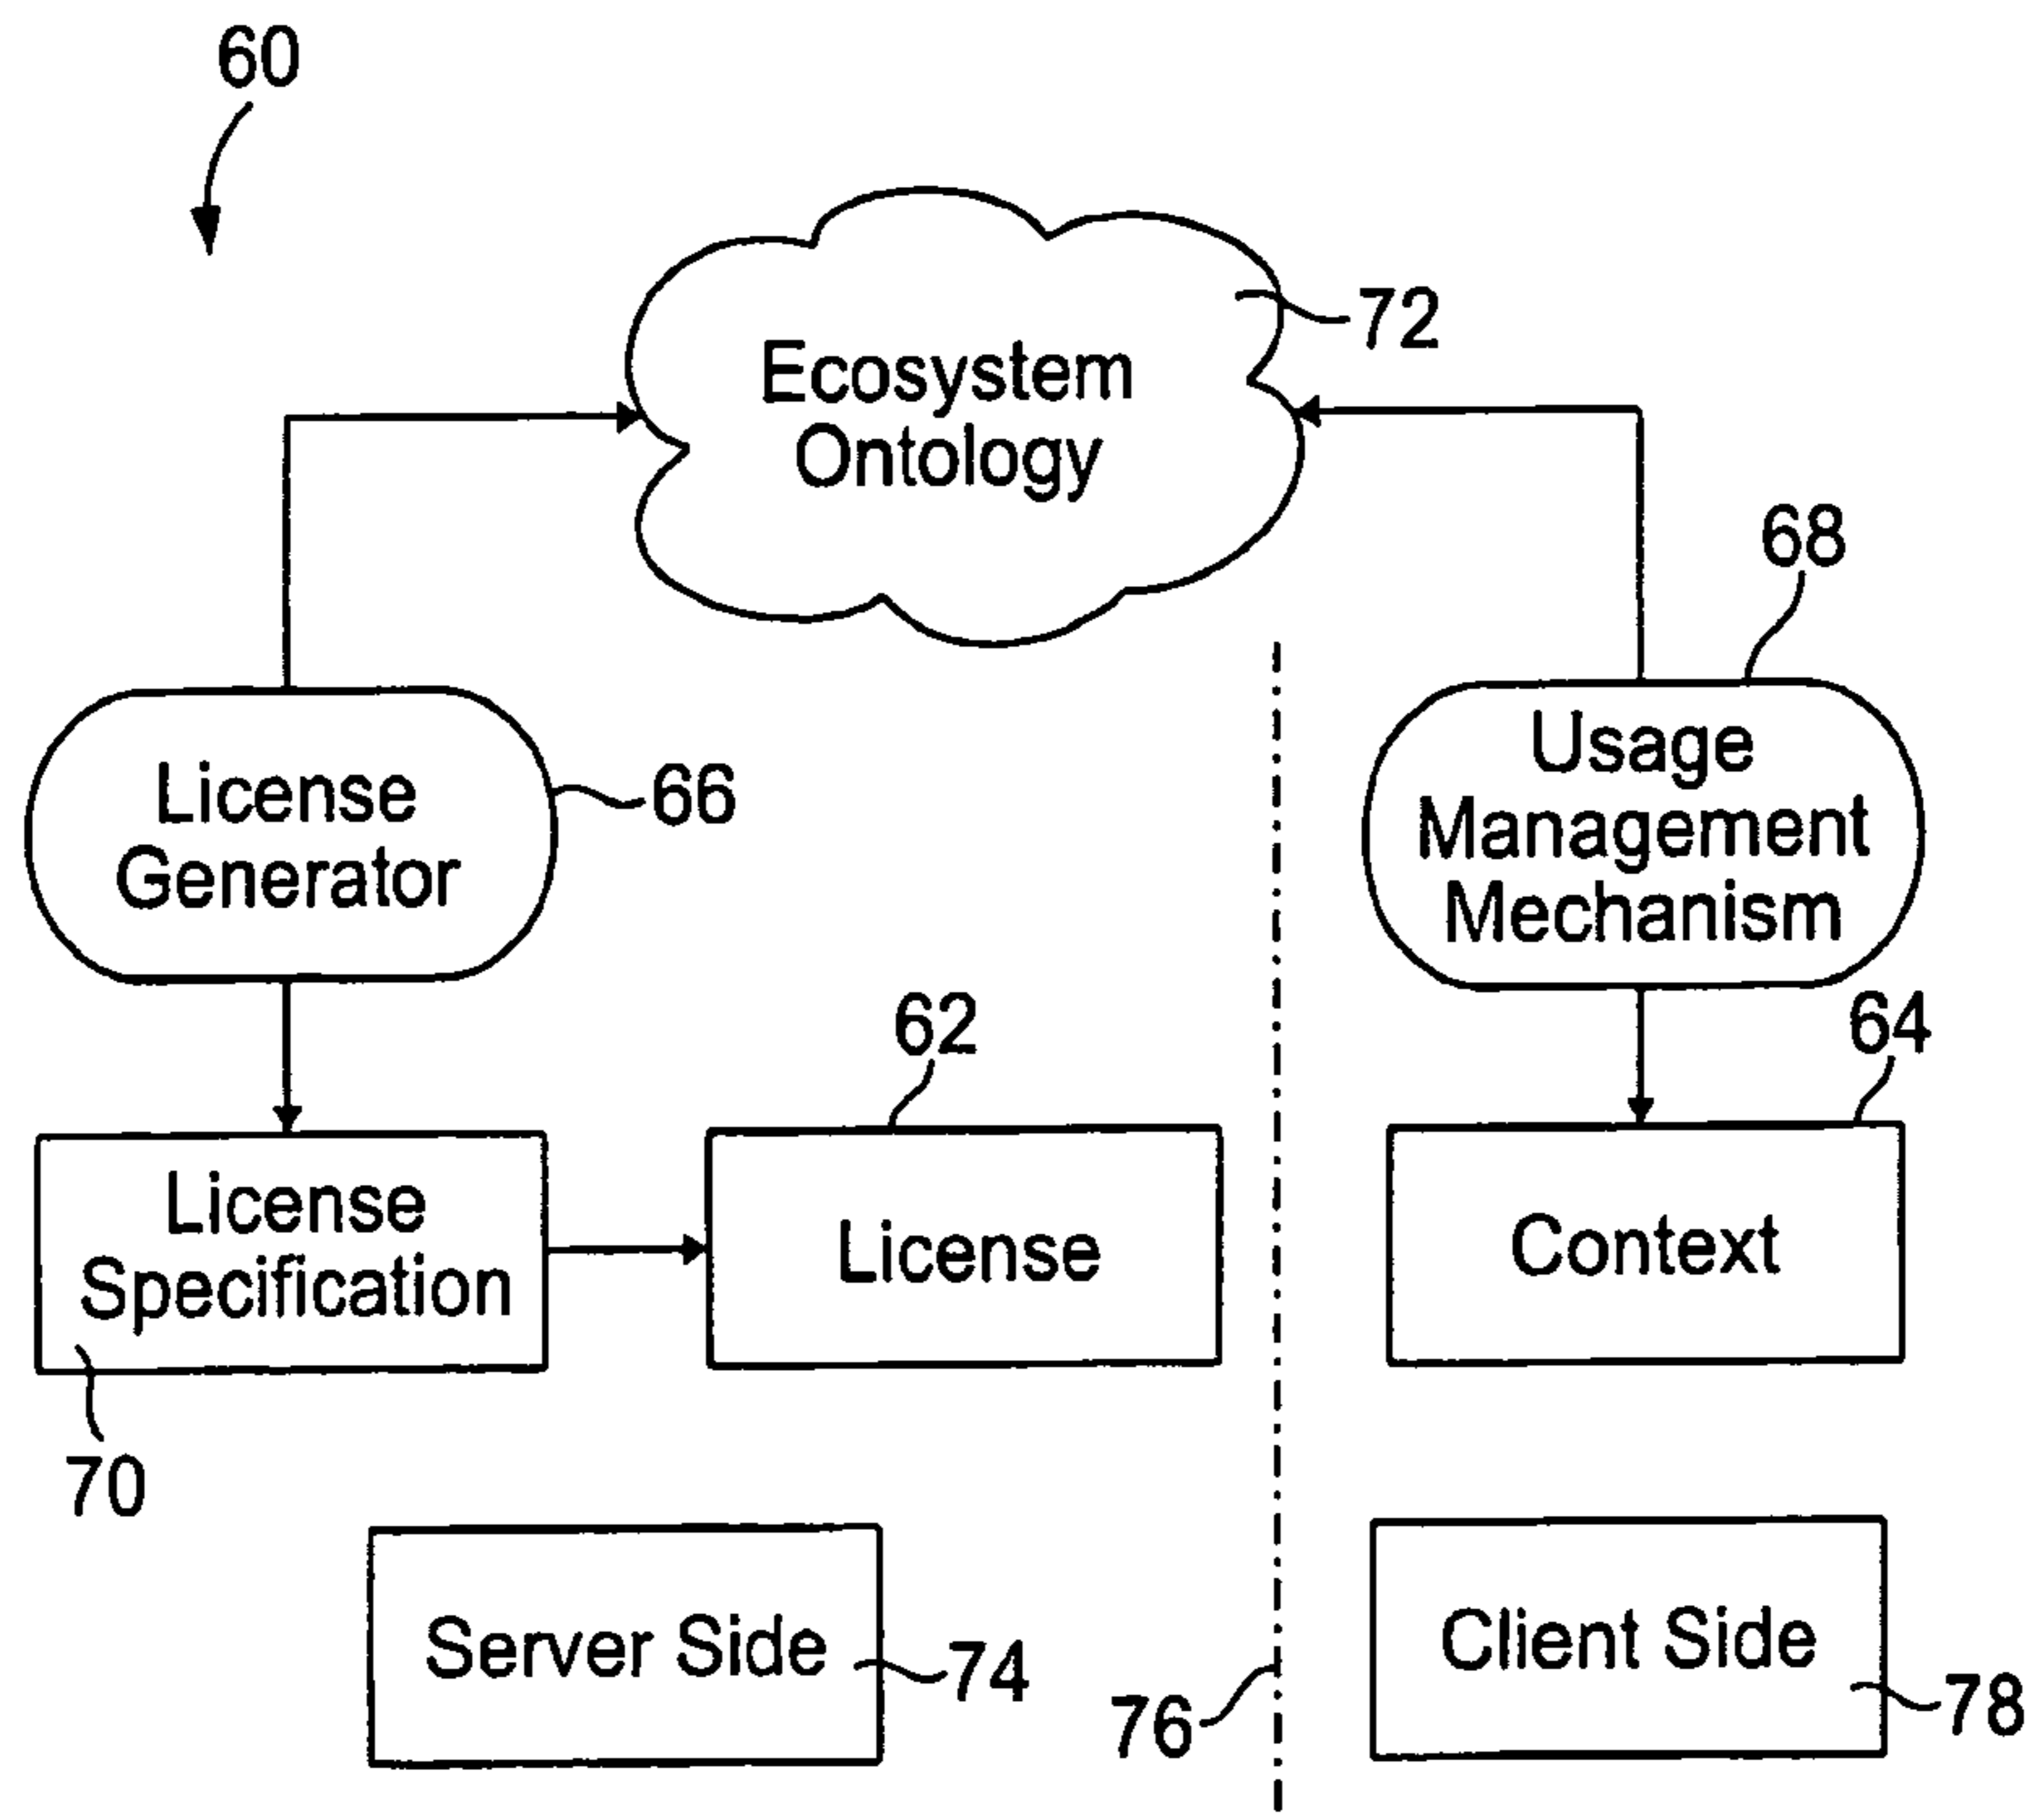 60
72
Ecosystem
Ontology
68
License
Generator
66
Usage
Management
Mechanism
62
64
License
Specification
License
Context
70
Server Side
74
76
Client Side
78